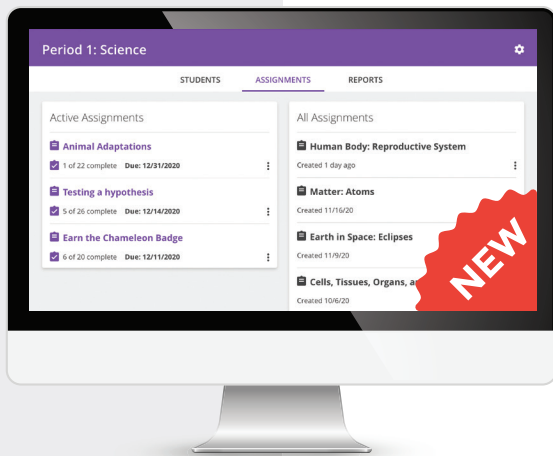 Period 1: Science
STUDENTS ASSIGNMENTS REPORTS
Active Assignments
Animal Adaptations
1 of 22 complete Due: 12/31/2020
Testing a hypothesis
5 of 26 complete Due: 12/14/2020
Earn the Chameleon Badge
6 of 20 complete Due: 12/11/2020
All Assignments
Human Body: Reproductive System
Created 1 day ago
Matter: Atoms
Created 11/16/20
Earth in Space: Eclipses
Created 11/9/20
Cells, Tissues, Organs,
Created 10/6/20
NEW